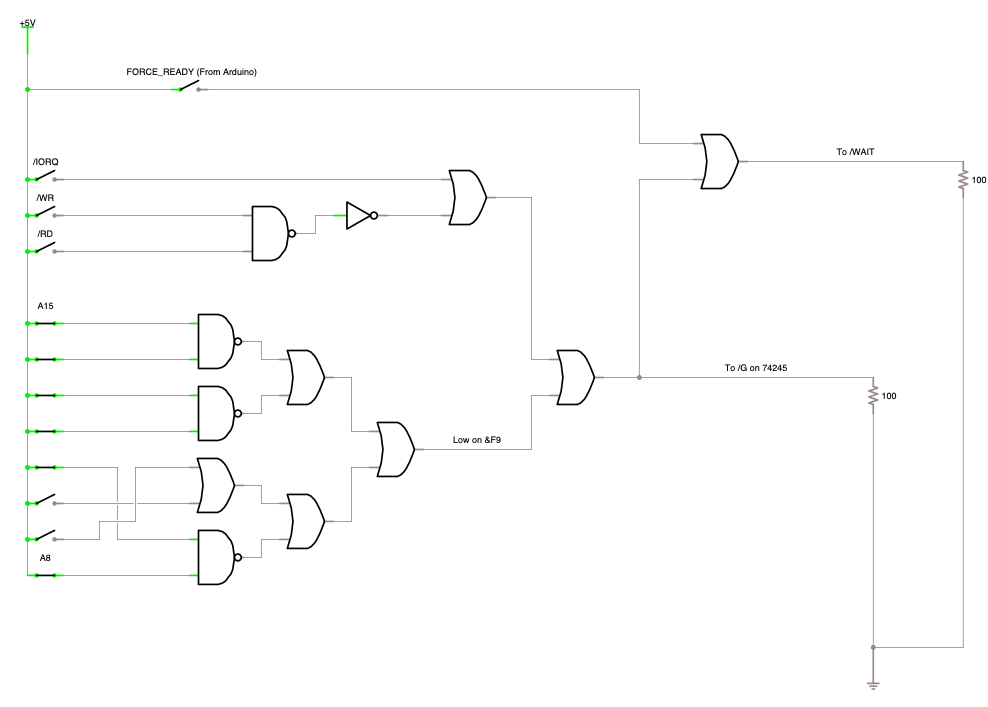 +5V
FORCE_READY (From Arduino)
To /WAIT
/IORQ
100
/WR
/RD
A15
To /G on 74245
100
Low on &F9
A8